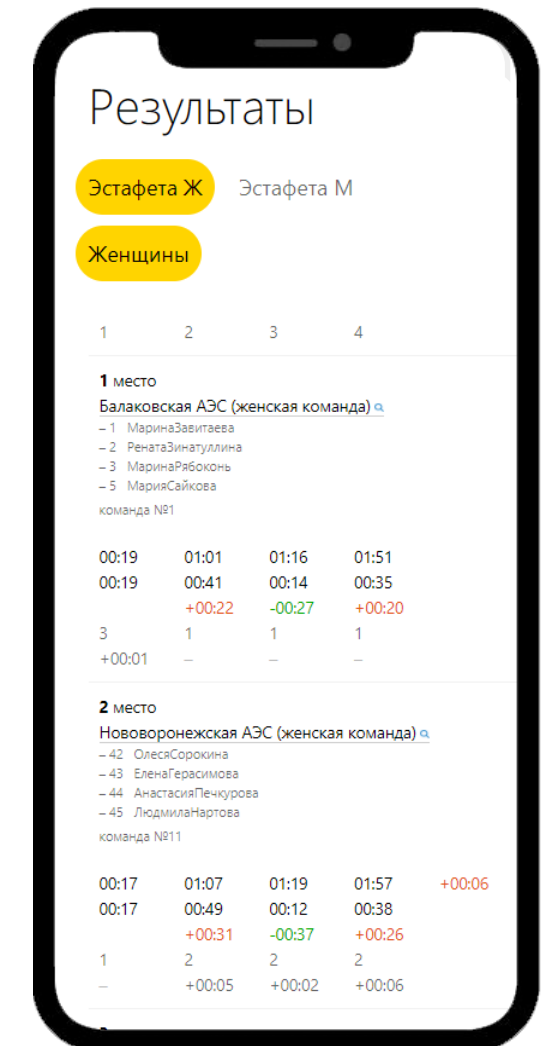 Результаты
Эстафета Ж Эстафета М
Женщины
1 2 3 4
1 место
Балаковская АЭС (женская команда)
– 1 МаринаЗавитаева
– 2 РенатаЗинатуллина
– 3 МаринаРябоконь
– 5 МарияСайкова
команда №1
00:19 01:01 01:16 01:51
00:19 00:41 00:14 00:35
+00:22 -00:27 +00:20
3 1 1 1
+00:01 – – –
2 место
Нововоронежская АЭС (женская команда)
– 42 ОлесяСорокина
– 43 ЕленаГерасимова
– 44 АнастасияПечкурова
– 45 ЛюдмилаНартова
команда №11
00:17 01:07 01:19 01:57 +00:06
00:17 00:49 00:12 00:38
+00:31 -00:37 +00:26
1 2 2 2
– +00:05 +00:02 +00:06